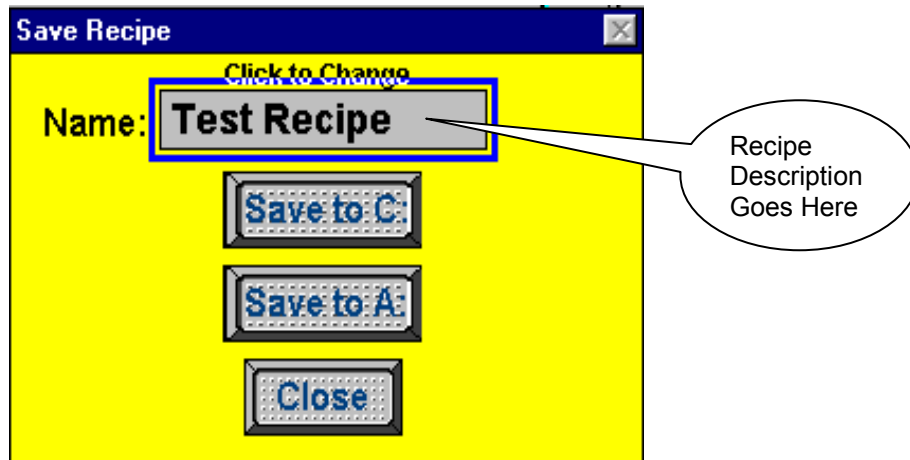 Save Recipe
Click to Change
Name: Test Recipe
Recipe
Description
Goes Here
Save to C:
Save to A:
Close